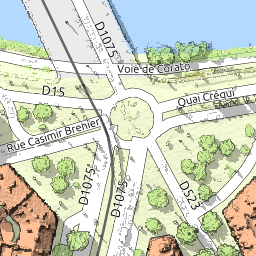 D1075
Voie de Corato
D15
Quai Créqui
Rue Casimir Brenier
D1075
D1075
D523